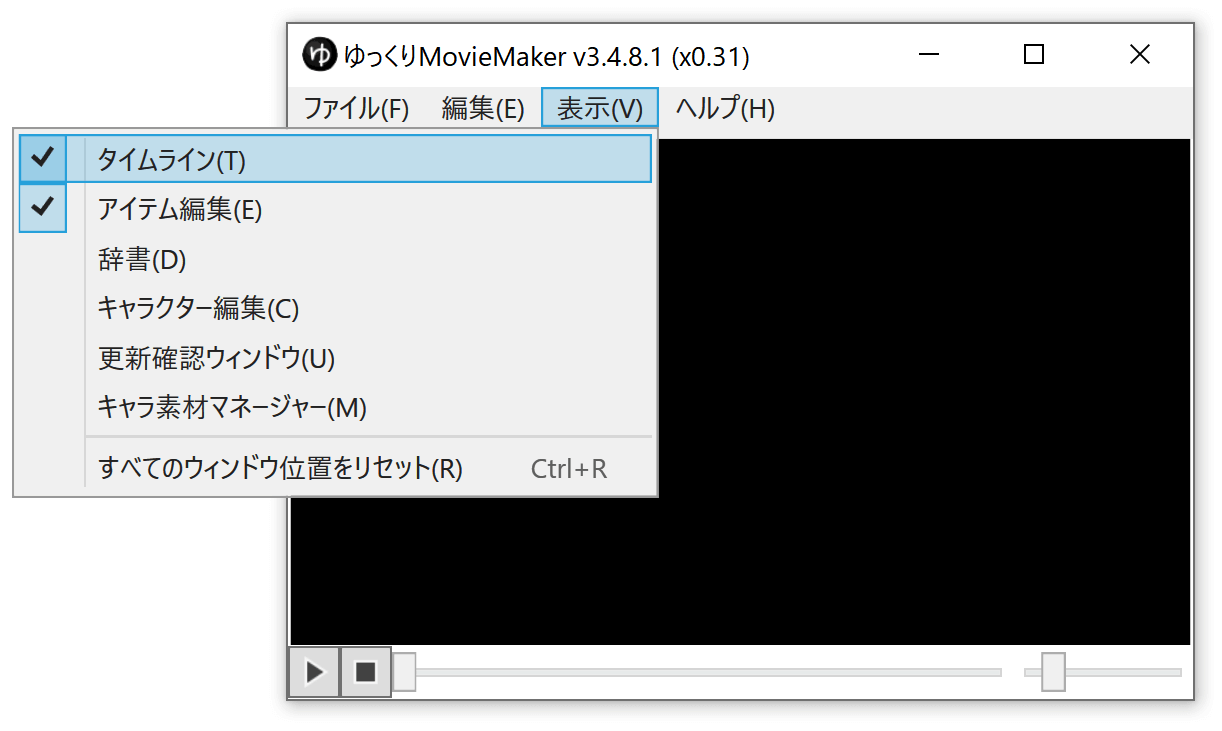 ゆ ゆっくりMovieMaker v3.4.8.1 (x0.31)
ファイル(F) 編集(E) 表示(V) ヘルプ(H)
タイムライン(T)
アイテム編集(E)
辞書(D)
キャラクター編集(C)
更新確認ウィンドウ(U)
キャラ素材マネージャー(M)
すべてのウィンドウ位置をリセット(R) Ctrl+R